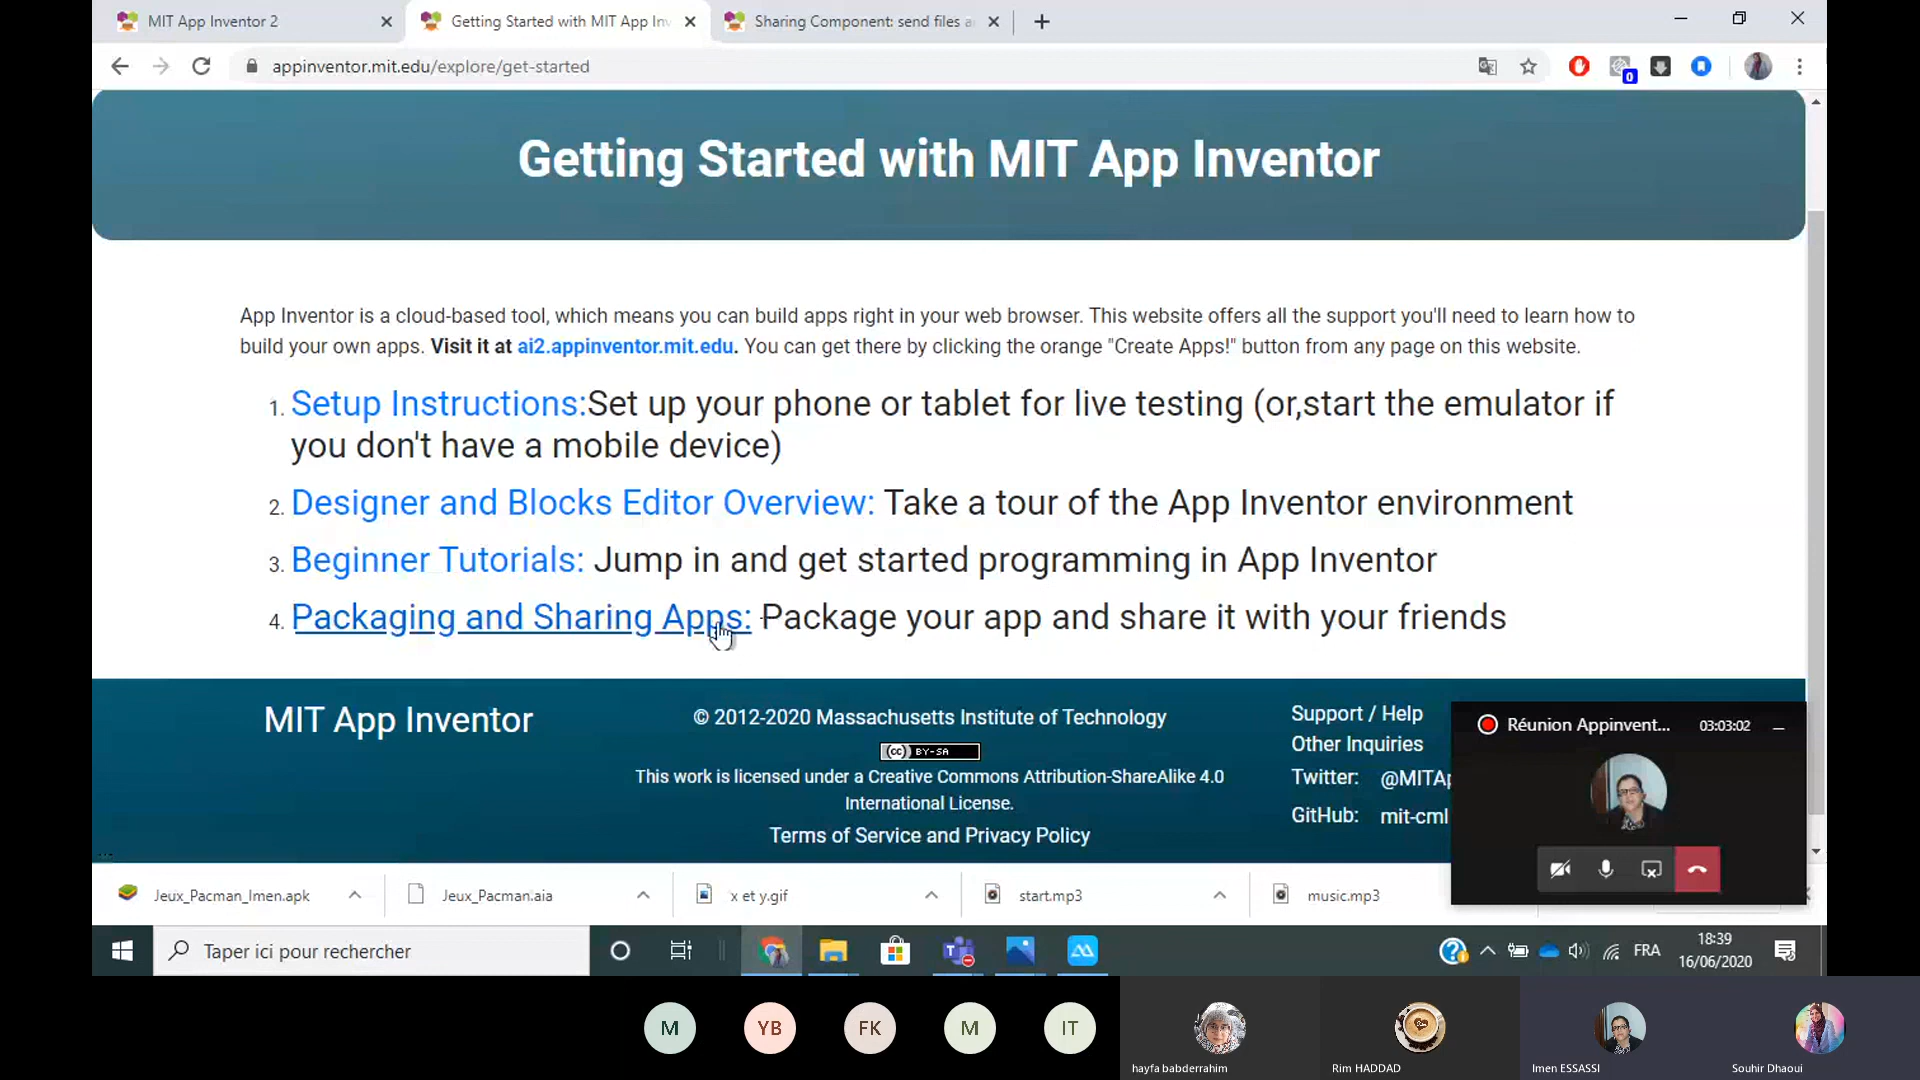 MIT App Inventor 2
Getting Started with MIT App Inv
Sharing Component: send files a
appinventor.mit.edu/explore/get-started
0
Getting Started with MIT App Inventor
App Inventor is a cloud-based tool, which means you can build apps right in your web browser. This website offers all the support you'll need to learn how to
build your own apps. Visit it at ai2.appinventor.mit.edu. You can get there by clicking the orange "Create Apps!" button from any page on this website.
1. Setup Instructions:Set up your phone or tablet for live testing (or,start the emulator if
you don't have a mobile device)
2. Designer and Blocks Editor Overview: Take a tour of the App Inventor environment
3. Beginner Tutorials: Jump in and get started programming in App Inventor
4. Packaging and Sharing Apps: Package your app and share it with your friends
MIT App Inventor
© 2012-2020 Massachusetts Institute of Technology
cc BY-SA
This work is licensed under a Creative Commons Attribution-ShareAlike 4.0
International License.
Terms of Service and Privacy Policy
Support / Help
Other Inquiries
Twitter: @MITAp
GitHub: mit-cml
Réunion Appinvent... 03:03:02
Jeux_Pacman_Imen.apk
Jeux_Pacman.aia
x et y.gif
start.mp3
music.mp3
Taper ici pour rechercher
FRA
18:39
16/06/2020
M
YB
FK
M
IT
hayfa babderrahim
Rim HADDAD
Imen ESSASSI
Souhir Dhaoui